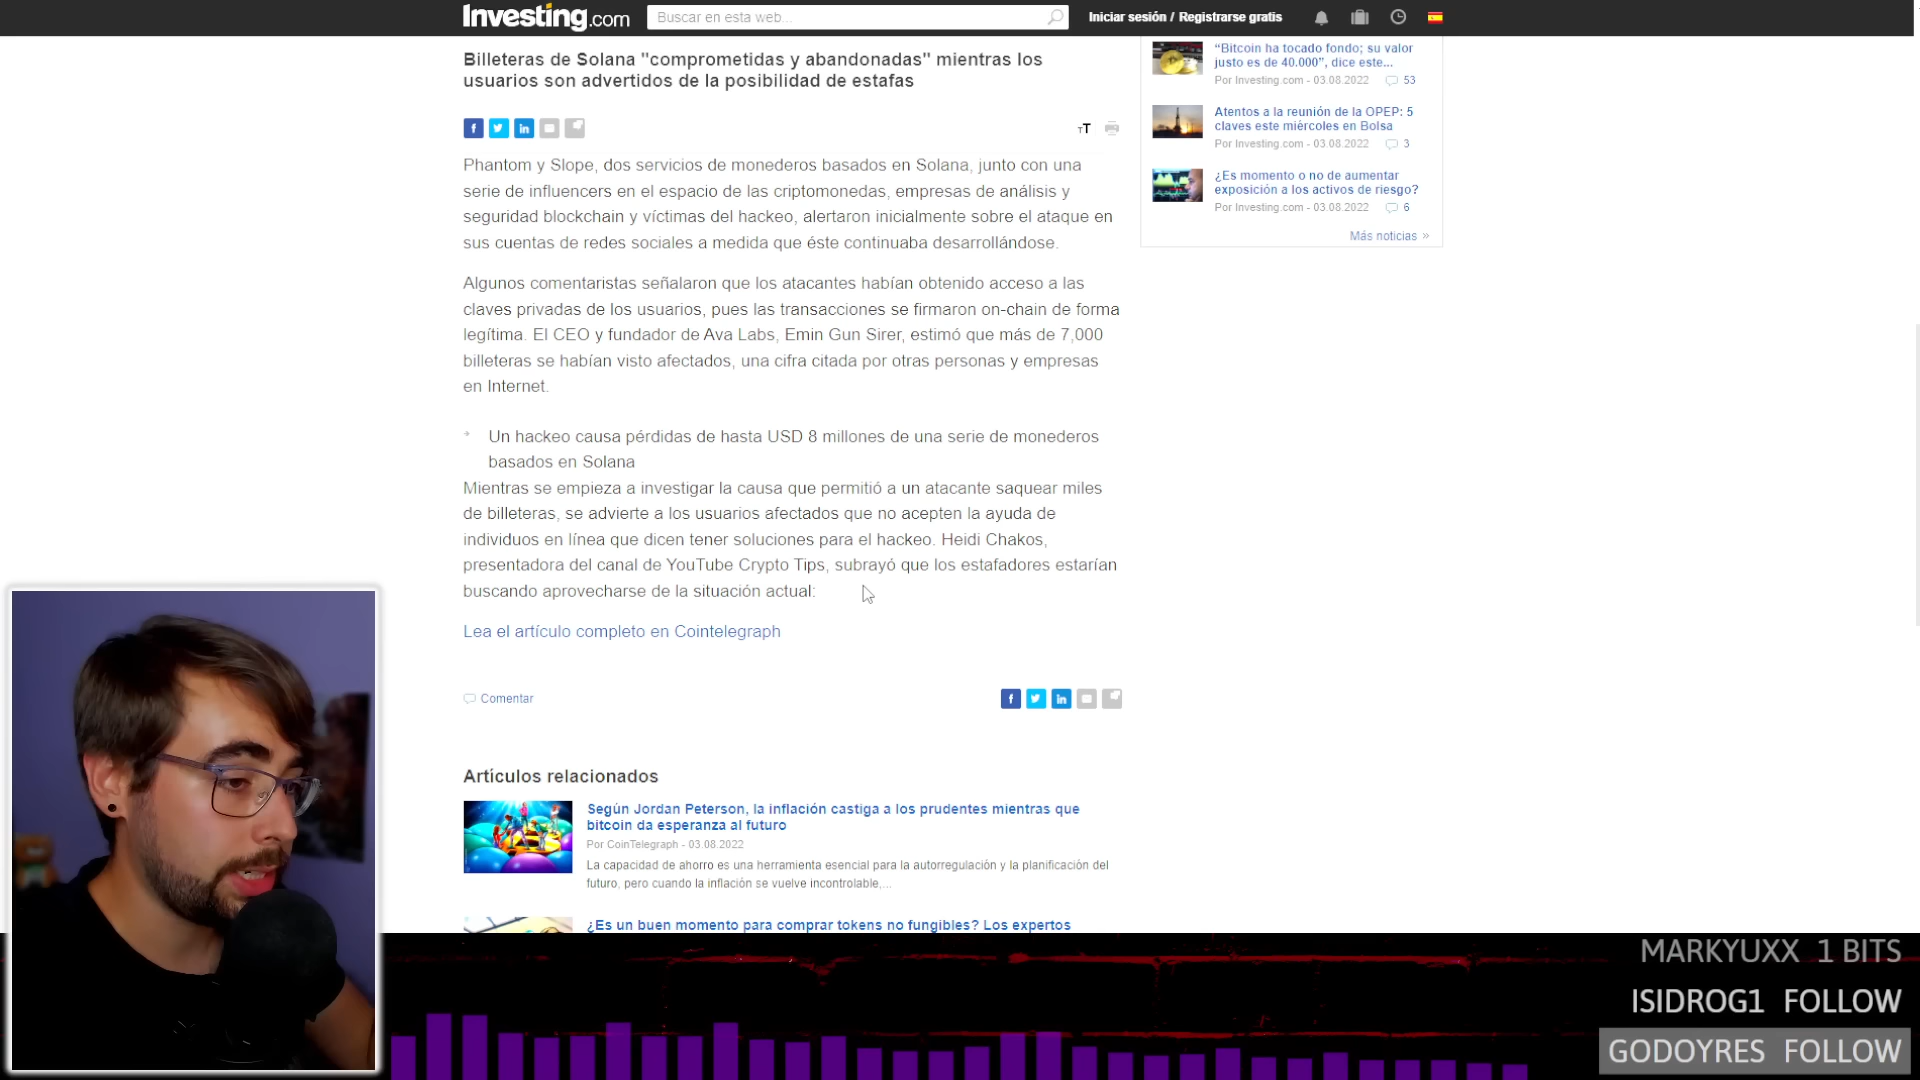 Investing.com
Buscar en esta web...
Iniciar sesión / Registrarse gratis
Billeteras de Solana "comprometidas y abandonadas" mientras los
usuarios son advertidos de la posibilidad de estafas
Phantom y Slope, dos servicios de monederos basados en Solana, junto con una
serie de influencers en el espacio de las criptomonedas, empresas de análisis y
seguridad blockchain y víctimas del hackeo, alertaron inicialmente sobre el ataque en
sus cuentas de redes sociales a medida que éste continuaba desarrollándose.
Algunos comentaristas señalaron que los atacantes habían obtenido acceso a las
claves privadas de los usuarios, pues las transacciones se firmaron on-chain de forma
legítima. El CEO y fundador de Ava Labs, Emin Gun Sirer, estimó que más de 7,000
billeteras se habían visto afectados, una cifra citada por otras personas y empresas
en Internet.
Un hackeo causa pérdidas de hasta USD 8 millones de una serie de monederos
basados en Solana
Mientras se empieza a investigar la causa que permitió a un atacante saquear miles
de billeteras, se advierte a los usuarios afectados que no acepten la ayuda de
individuos en línea que dicen tener soluciones para el hackeo. Heidi Chakos,
presentadora del canal de YouTube Crypto Tips, subrayó que los estafadores estarían
buscando aprovecharse de la situación actual:
Lea el artículo completo en Cointelegraph
Comentar
Artículos relacionados
Según Jordan Peterson, la inflación castiga a los prudentes mientras que
bitcoin da esperanza al futuro
Por CoinTelegraph - 03.08.2022
La capacidad de ahorro es una herramienta esencial para la autorregulación y la planificación del
futuro, pero cuando la inflación se vuelve incontrolable,...
¿Es un buen momento para comprar tokens no fungibles? Los expertos
“Bitcoin ha tocado fondo; su valor
justo es de 40.000”, dice este...
Por Investing.com - 03.08.2022 53
Atentos a la reunión de la OPEP: 5
claves este miércoles en Bolsa
Por Investing.com - 03.08.2022 3
¿Es momento o no de aumentar
exposición a los activos de riesgo?
Por Investing.com - 03.08.2022 6
Más noticias »
MARKYUXX 1 BITS
ISIDROG1 FOLLOW
GODOYRES FOLLOW